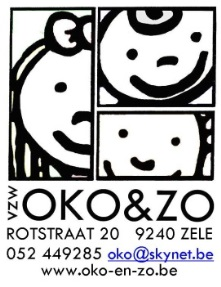 VZW OKO&ZO
ROTSTRAAT 20 9240 ZELE
052 449285 oko@skynet.be
www.oko-en-zo.be